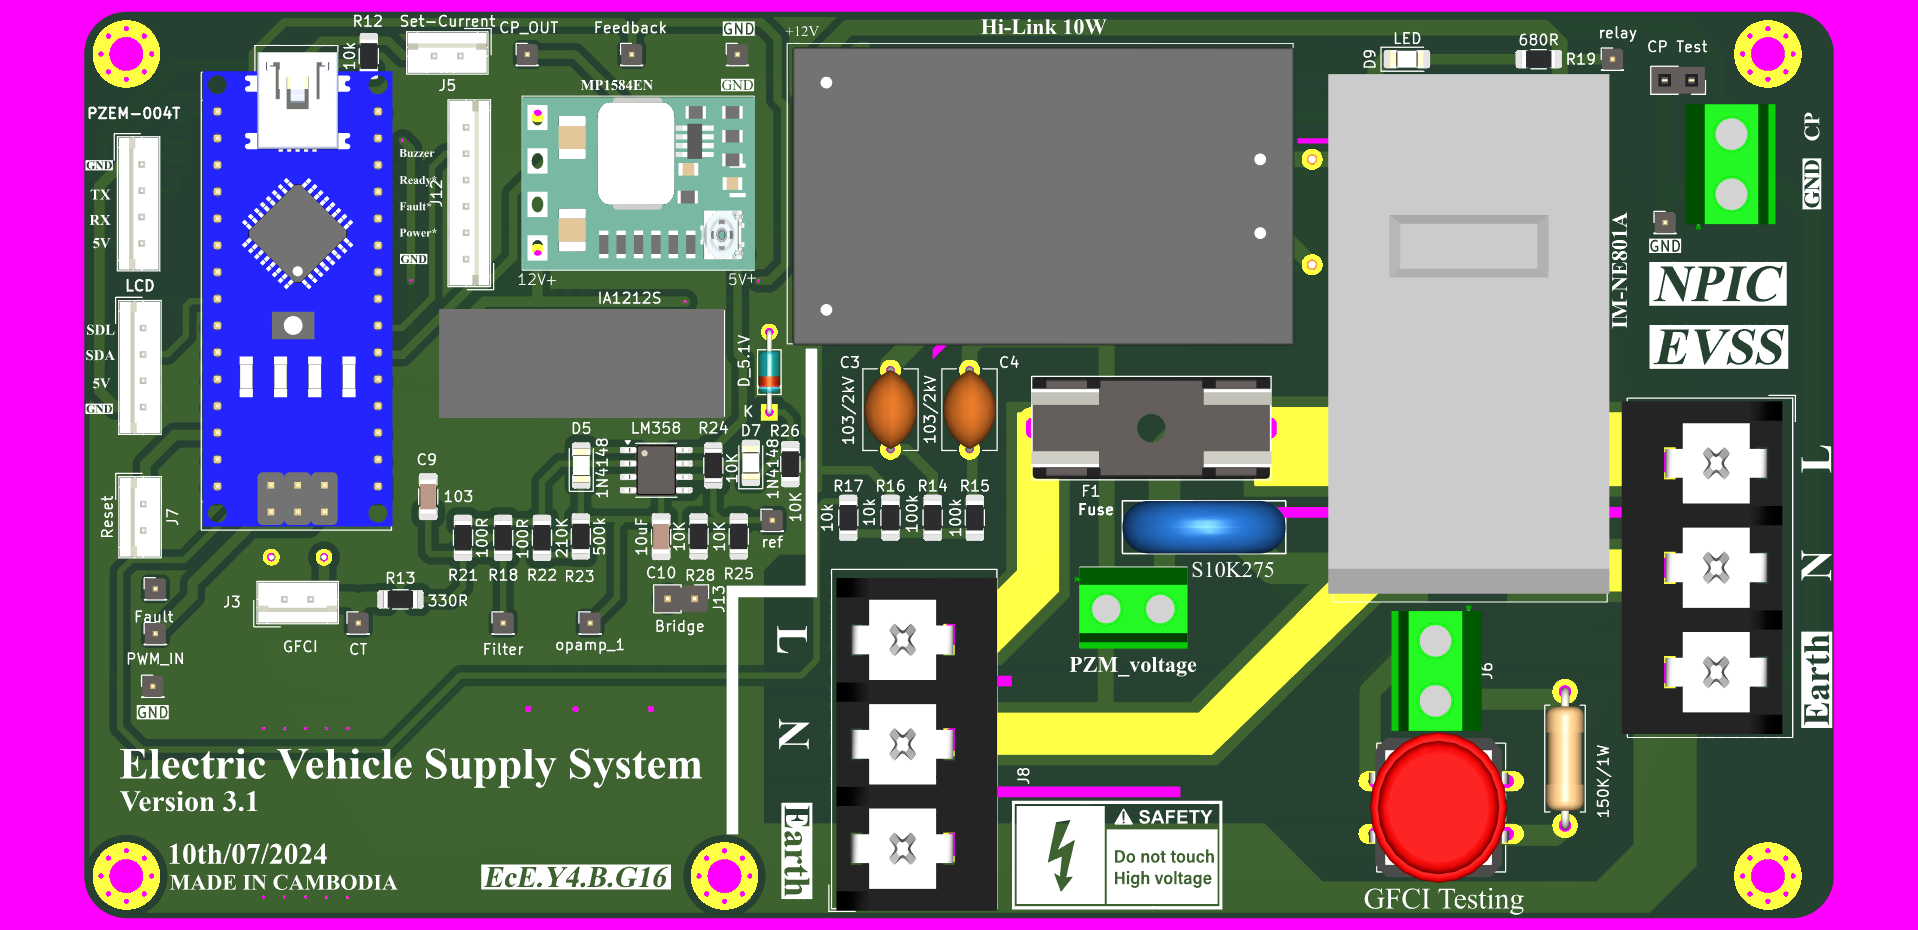 R12
Set-Current
CP_OUT
Feedback
GND
+12V
Hi-Link 10W
LED
680R
relay
CP Test
10k
J5
MP1584EN
GND
D9
R19
PZEM-004T
GND
TX
RX
5V
Buzzer
Ready*
Fault*
Power*
GND
J12
CP
GND
GND
12V+
5V+
IA1212S
IM-NE801A
NPIC
EVSS
LCD
SDL
SDA
5V
GND
D_5.1V
K
C3
C4
103/2kV
103/2kV
D5
LM358
R24
D7
R26
1N4148
10K
1N4148
10K
C9
103
L
N
Earth
Reset
J7
R17
R16
R14
R15
10k
10k
100k
100k
F1
Fuse
100R
100R
210K
500k
10uF
10K
10K
ref
R21
R18
R22
R23
C10
R28
R25
J13
S10K275
Fault
PWM_IN
GND
J3
R13
330R
GFCI
CT
Filter
opamp_1
Bridge
L
N
Earth
PZM_voltage
J6
J8
150K/1W
Electric Vehicle Supply System
Version 3.1
10th/07/2024
MADE IN CAMBODIA
EcE.Y4.B.G16
SAFETY
Do not touch
High voltage
GFCI Testing